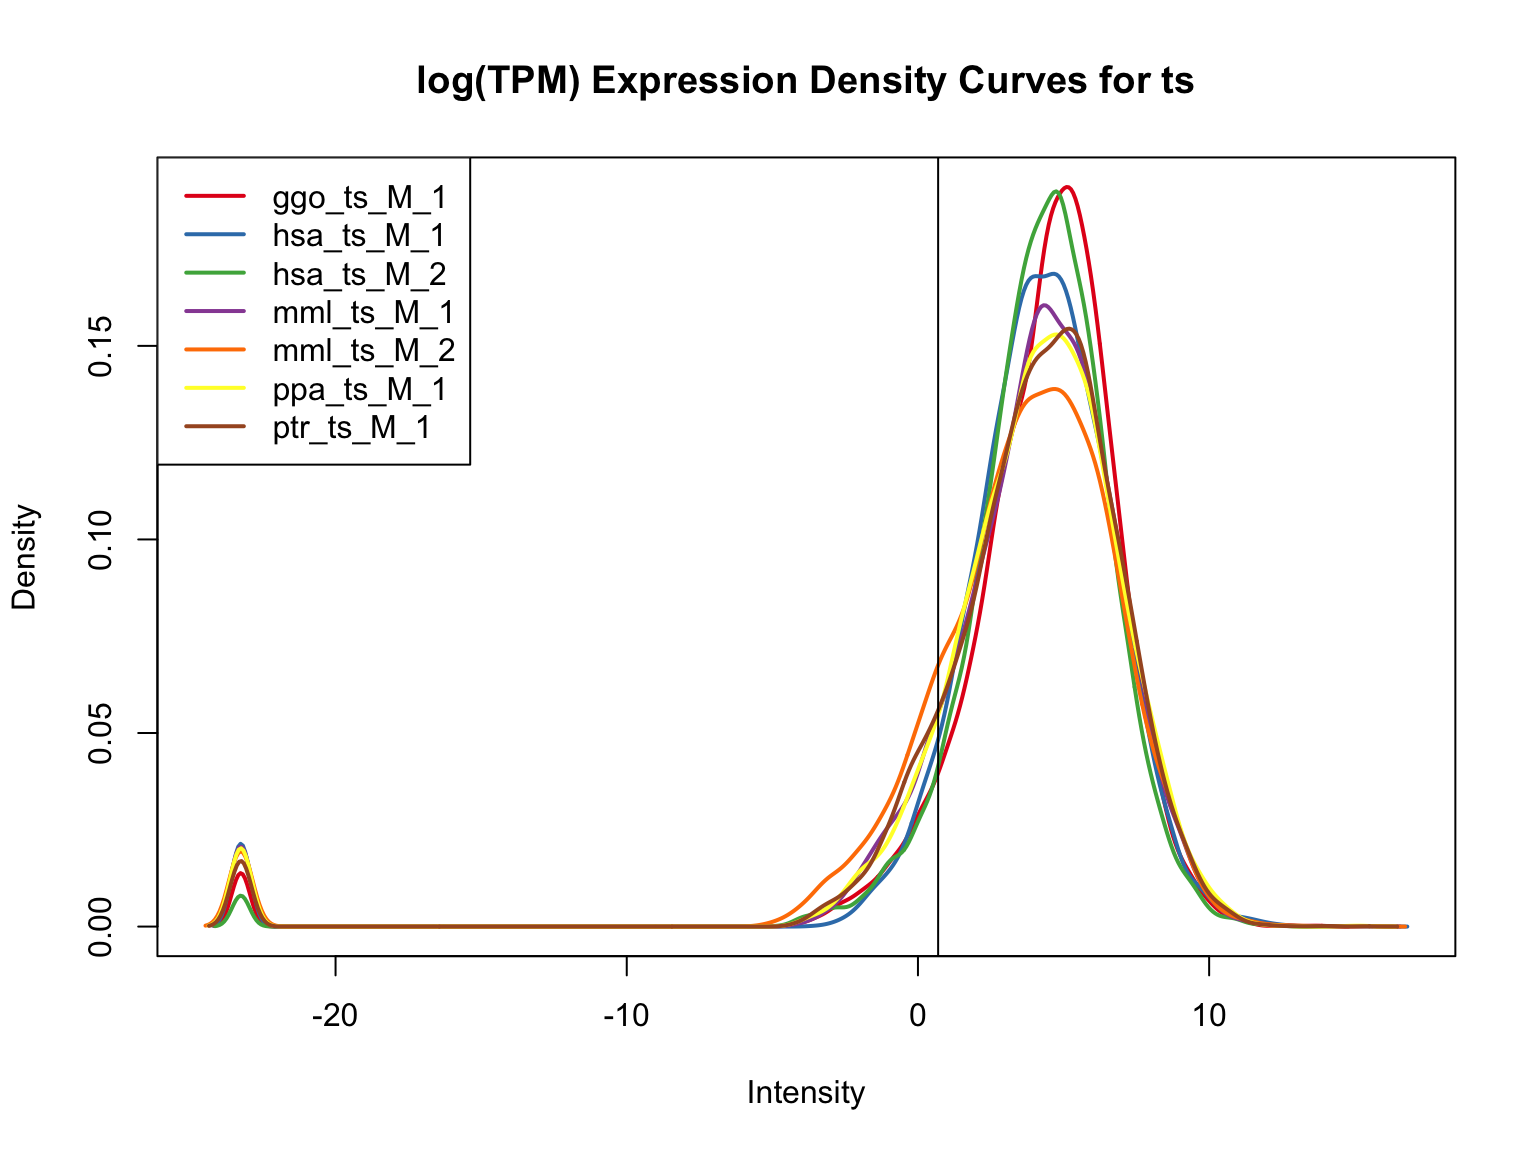 log(TPM) Expression Density Curves for ts
ggo_ts_M_1
hsa_ts_M_1
hsa_ts_M_2
mml_ts_M_1
mml_ts_M_2
ppa_ts_M_1
ptr_ts_M_1
Density
0.15
0.10
0.05
0.00
-20 -10 0 10
Intensity